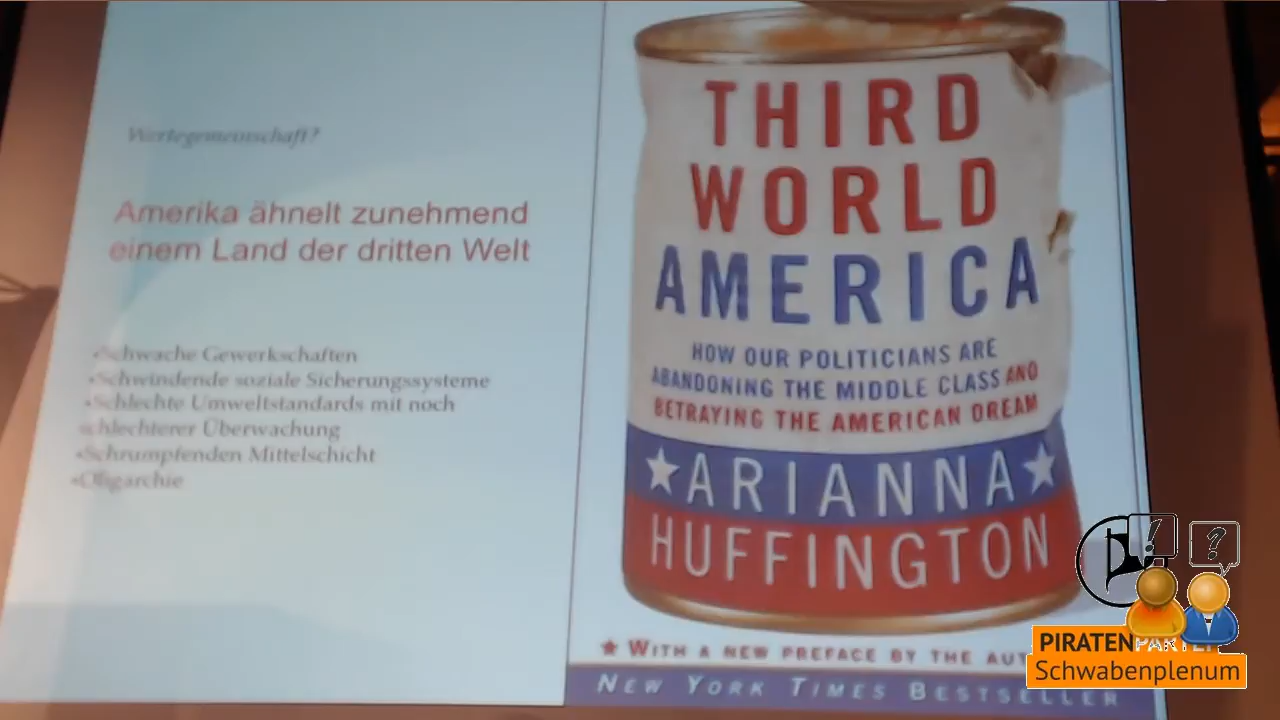 Wertegemeinschaft?
Amerika ähnelt zunehmend
einem Land der dritten Welt
•Schwache Gewerkschaften
•Schwindende soziale Sicherungssysteme
•Schlechte Umweltstandards mit noch
schlechterer Überwachung
•Schrumpfenden Mittelschicht
•Oligarchie
THIRD
WORLD
AMERICA
HOW OUR POLITICIANS ARE
ABANDONING THE MIDDLE CLASS AND
BETRAYING THE AMERICAN DREAM
ARIANNA
HUFFINGTON
WITH A NEW PREFACE BY THE
NEW YORK TIMES BESTSELLER
! ?
PIRATENPARTEI
Schwabenplenum